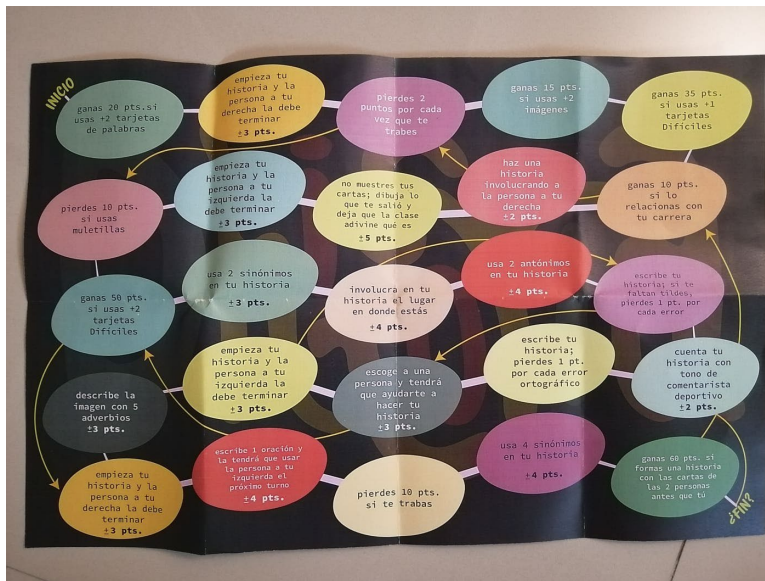 INICIO
ganas 20 pts.si
usas +2 tarjetas
de palabras
empieza tu
historia y la
persona a tu
derecha la debe
terminar
±3 pts.
Pierdes 2
puntos por cada
vez que te
trabes
ganas 15 pts.
si usas +2
imágenes
ganas 35 pts.
si usas +1
tarjetas
Difíciles
pierdes 10 pts.
si usas
muletillas
empieza tu
historia y la
persona a tu
izquierda la
debe terminar
±3 pts.
no muestres tus
cartas; dibuja lo
que te salió y
deja que la clase
adivine qué es
±5 pts.
haz una
historia
involucrando a
la persona a tu
derecha
±2 pts.
ganas 10 pts.
si lo
relacionas con
tu carrera
ganas 50 pts.
si usas +2
tarjetas
Difíciles
usa 2 sinónimos
en tu historia
±3 pts.
involucra en tu
historia el lugar
en donde estás
±4 pts.
usa 2 antónimos
en tu historia
±4 pts.
escribe tu
historia; si te
faltan tildes,
pierdes 1 pt. por
cada error
describe la
imagen con 5
adverbios
±3 pts.
empieza tu
historia y la
persona a tu
izquierda la
debe terminar
±3 pts.
escoge a una
persona y tendrá
que ayudarte a
hacer tu
historia
±3 pts.
escribe tu
historia;
pierdes 1 pt.
por cada error
ortográfico
cuenta tu
historia con
tono de
comentarista
deportivo
±2 pts.
empieza tu
historia y la
persona a tu
derecha la debe
terminar
±3 pts.
escribe 1 oración y
la tendrá que usar
la persona a tu
izquierda el
próximo turno
±4 pts.
pierdes 10 pts.
si te trabas
usa 4 sinónimos
en tu historia
±4 pts.
ganas 60 pts. si
formas una historia
con las cartas de
las 2 personas
antes que tú
¿FIN?